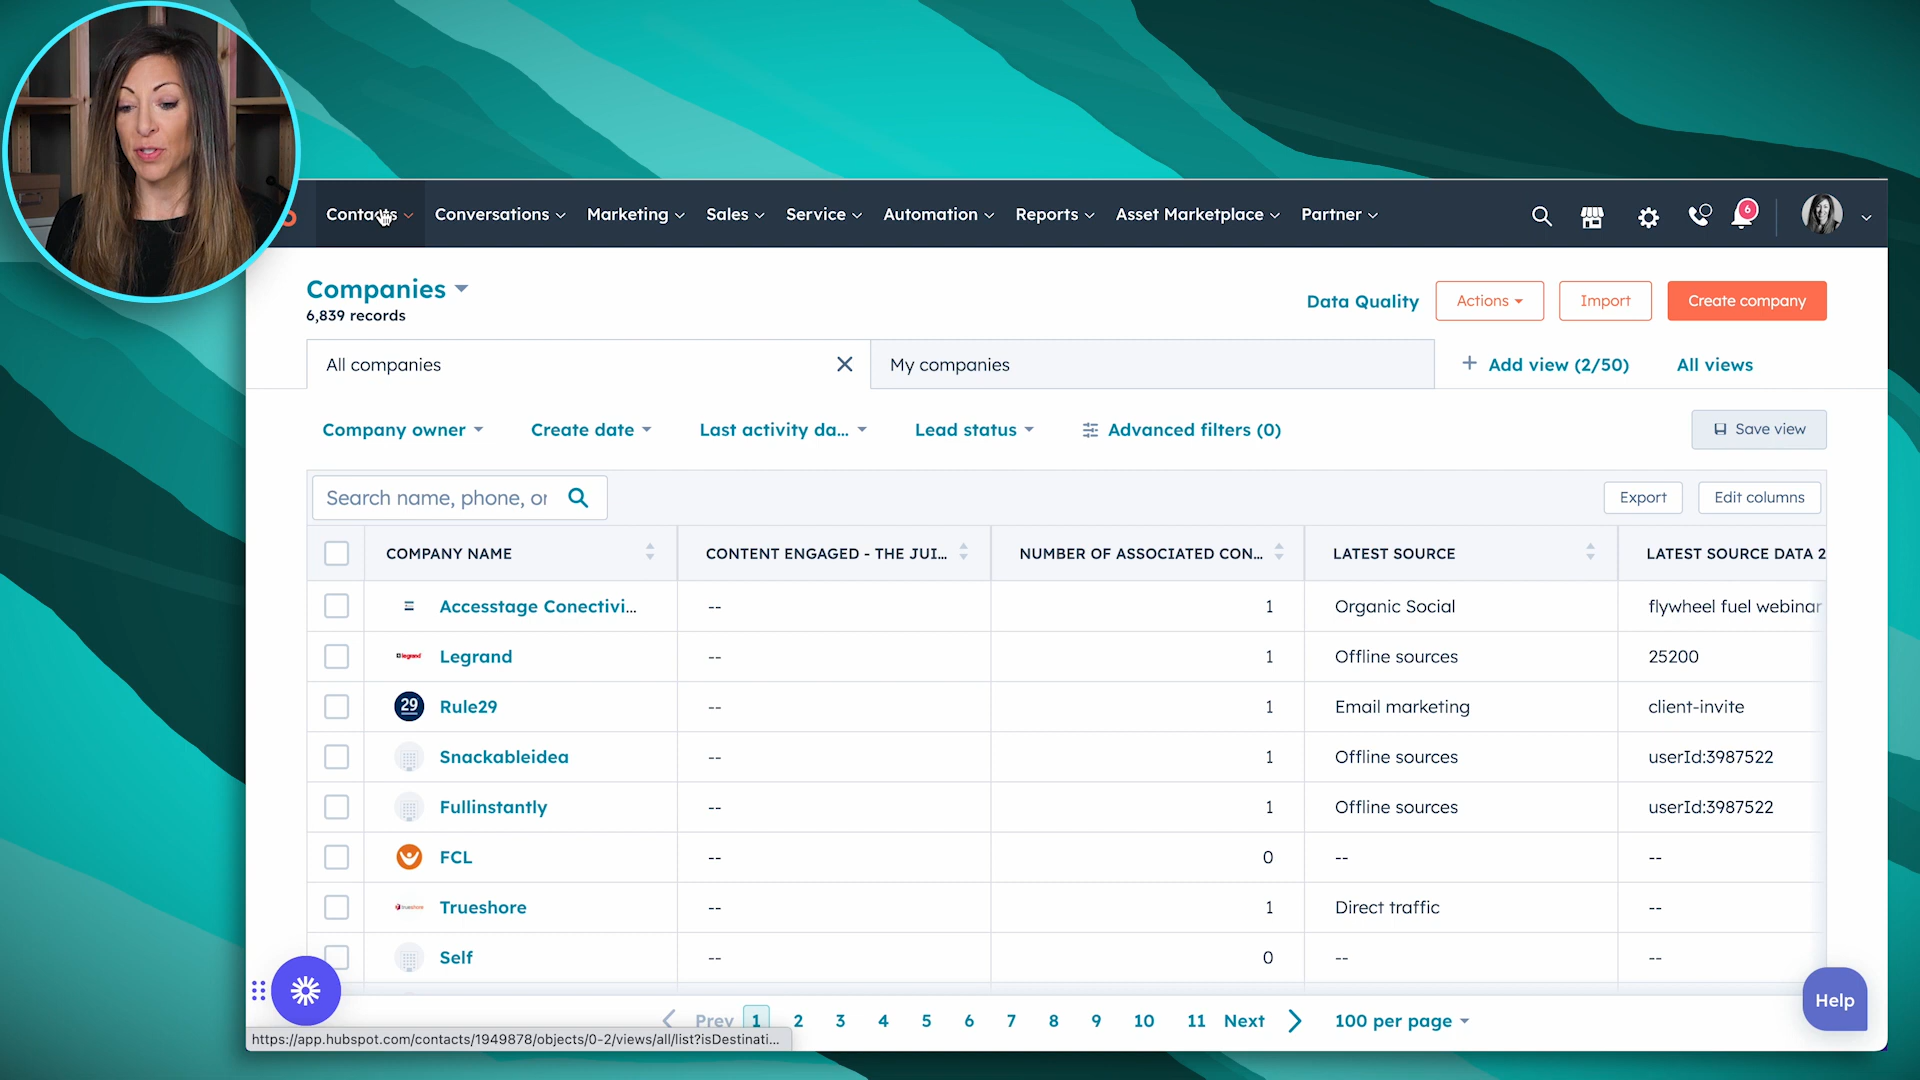 Contacts Conversations Marketing Sales Service Automation Reports Asset Marketplace Partner
6
Companies
6,839 records
Data Quality Actions Import Create company
All companies My companies + Add view (2/50) All views
Company owner Create date Last activity da... Lead status Advanced filters (0) Save view
Search name, phone, or Export Edit columns
COMPANY NAME CONTENT ENGAGED - THE JUI... NUMBER OF ASSOCIATED CON... LATEST SOURCE LATEST SOURCE DATA 2
Accesstage Conectivi... -- 1 Organic Social flywheel fuel webinar
legrand Legrand -- 1 Offline sources 25200
29 Rule29 -- 1 Email marketing client-invite
Snackableidea -- 1 Offline sources userId:3987522
Fullinstantly -- 1 Offline sources userId:3987522
FCL -- 0 -- --
Trueshore -- 1 Direct traffic --
Self -- 0 -- --
Help
Prev 1 2 3 4 5 6 7 8 9 10 11 Next 100 per page
https://app.hubspot.com/contacts/1949878/objects/0-2/views/all/list?isDestinati...